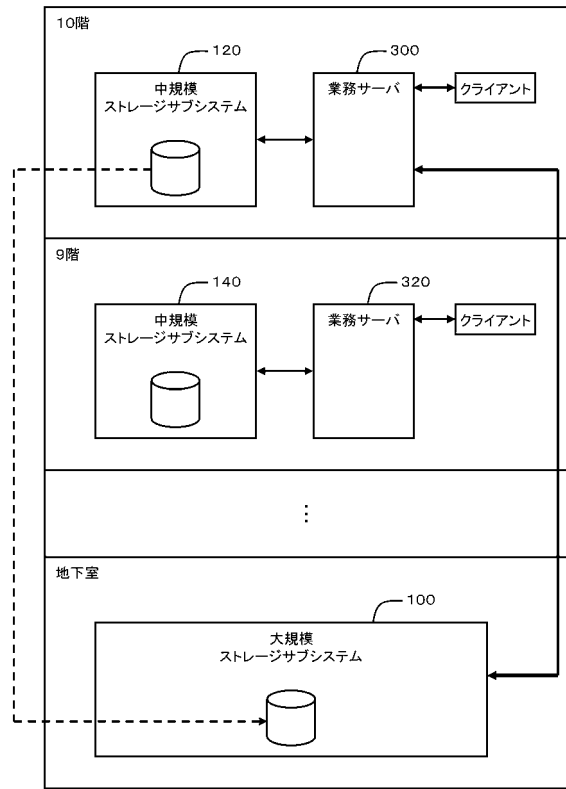 10階
120
中規模
ストレージサブシステム
300
業務サーバ
クライアント
9階
140
中規模
ストレージサブシステム
320
業務サーバ
クライアント
⋮
地下室
100
大規模
ストレージサブシステム